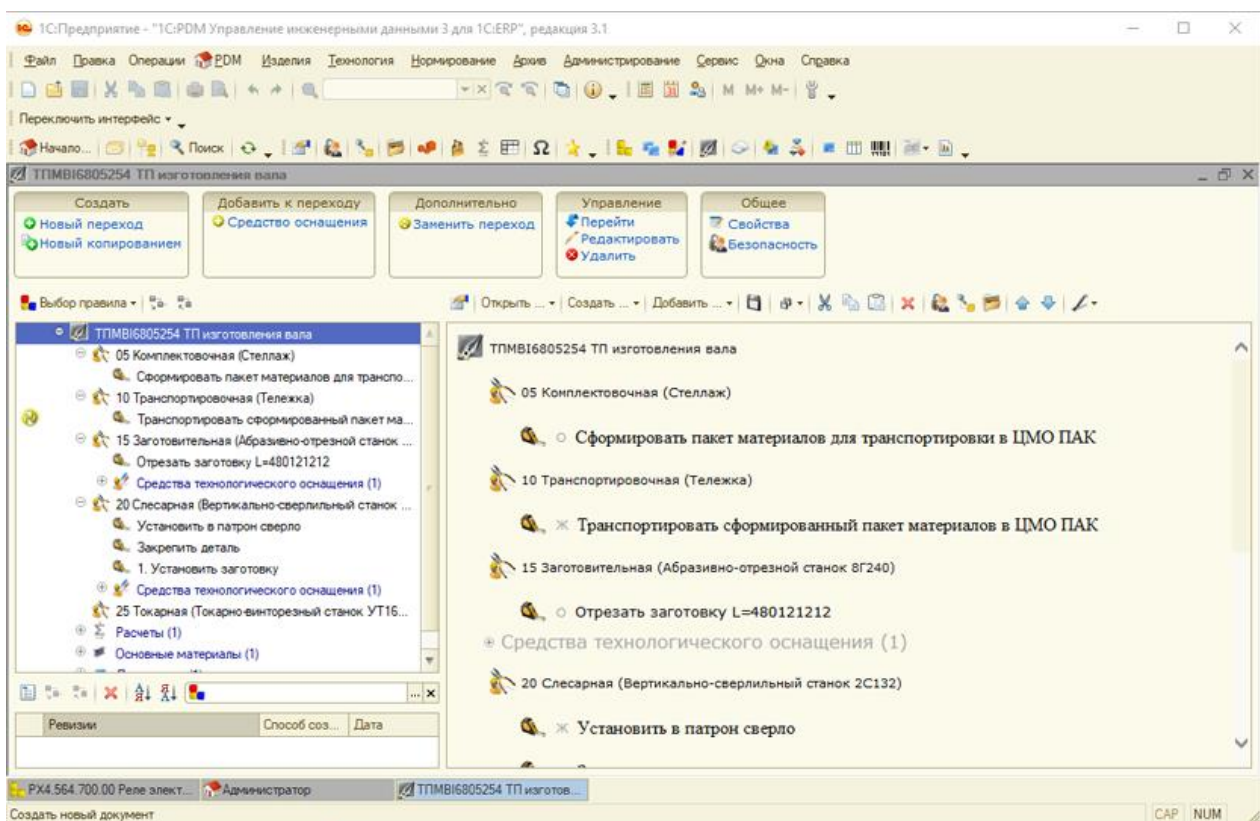 1С:Предприятие - "1С:PDM Управление инженерными данными 3 для 1С:ERP", редакция 3.1
Файл Правка Операции PDM Изделия Технология Нормирование Архив Администрирование Сервис Окна Справка
M M+ M-
Переключить интерфейс
Начало... Поиск
ТПМВІ6805254 ТП изготовления вала
Создать
Новый переход
Новый копированием
Добавить к переходу
Средство оснащения
Дополнительно
Заменить переход
Управление
Перейти
Редактировать
Удалить
Общее
Свойства
Безопасность
Выбор правила
Открыть ... Создать ... Добавить ...
ТПМВІ6805254 ТП изготовления вала
05 Комплектовочная (Стеллаж)
Сформировать пакет материалов для транспо...
10 Транспортировочная (Тележка)
Транспортировать сформированный пакет ма...
15 Заготовительная (Абразивно-отрезной станок ...
Отрезать заготовку L=480121212
Средства технологического оснащения (1)
20 Слесарная (Вертикально-сверлильный станок ...
Установить в патрон сверло
Закрепить деталь
1. Установить заготовку
Средства технологического оснащения (1)
25 Токарная (Токарно-винторезный станок УТ16...
Расчеты (1)
Основные материалы (1)
Ревизии Способ соз... Дата
ТПМВІ6805254 ТП изготовления вала
05 Комплектовочная (Стеллаж)
Сформировать пакет материалов для транспортировки в ЦМО ПАК
10 Транспортировочная (Тележка)
Транспортировать сформированный пакет материалов в ЦМО ПАК
15 Заготовительная (Абразивно-отрезной станок 8Г240)
Отрезать заготовку L=480121212
Средства технологического оснащения (1)
20 Слесарная (Вертикально-сверлильный станок 2С132)
Установить в патрон сверло
РХ4.564.700.00 Реле элект... Администратор ТПМВІ6805254 ТП изготов...
Создать новый документ CAP NUM